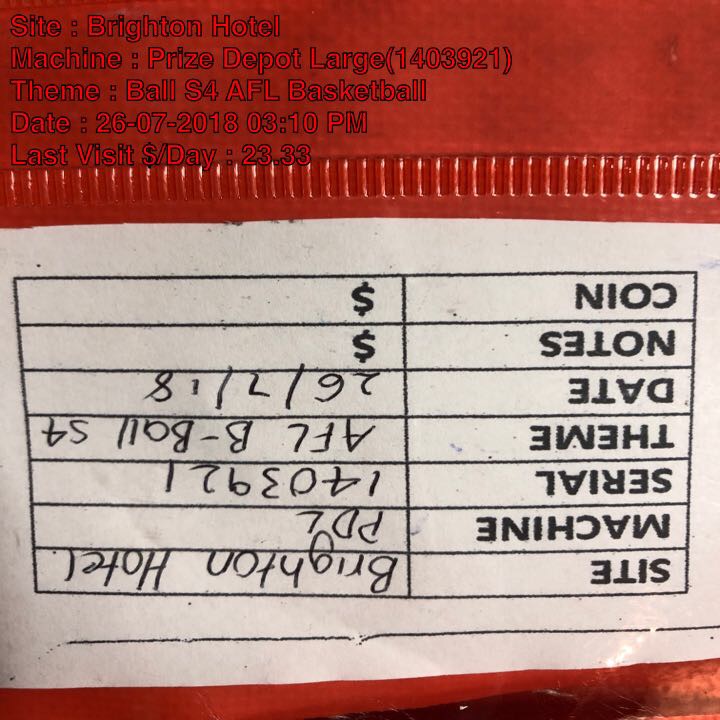 Site : Brighton Hotel
Machine : Prize Depot Large(1403921)
Theme : Ball S4 AFL Basketball
Date : 26-07-2018 03:10 PM
Last Visit $/Day : 23.33
SITE Brighton Hotel
MACHINE PDL
SERIAL 1403921
THEME AFL B-Ball S4
DATE 26/7/18
NOTES $
COIN $